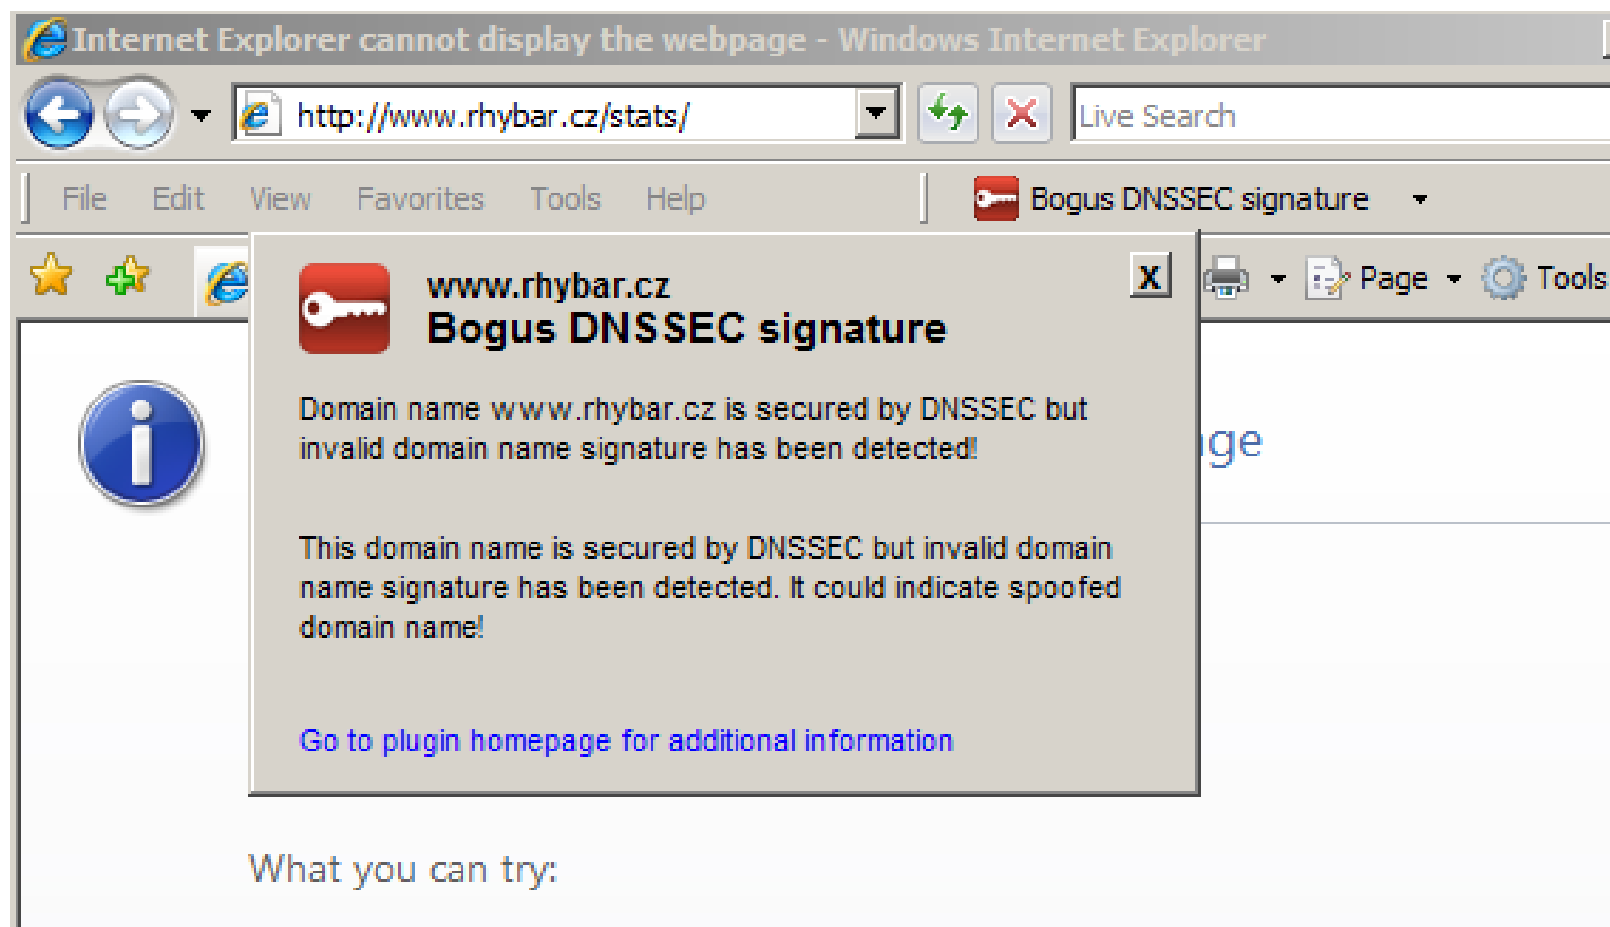 Internet Explorer cannot display the webpage - Windows Internet Explorer
http://www.rhybar.cz/stats/
Live Search
File Edit View Favorites Tools Help
Bogus DNSSEC signature
Page Tools
www.rhybar.cz
Bogus DNSSEC signature
X
Domain name www.rhybar.cz is secured by DNSSEC but
invalid domain name signature has been detected!
This domain name is secured by DNSSEC but invalid domain
name signature has been detected. It could indicate spoofed
domain name!
Go to plugin homepage for additional information
What you can try: